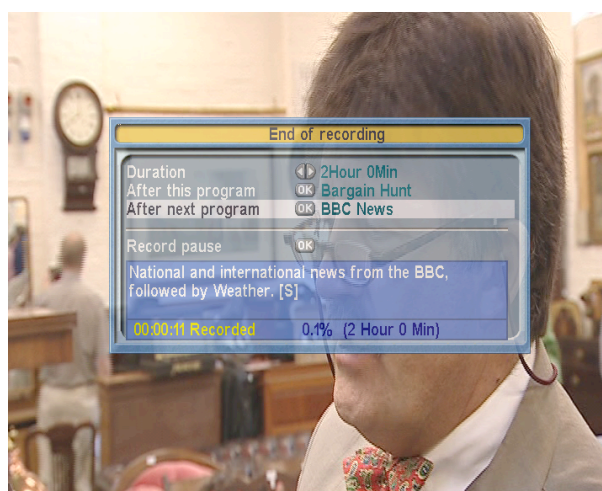 End of recording
Duration 2Hour 0Min
After this program OK Bargain Hunt
After next program OK BBC News
Record pause OK
National and international news from the BBC,
followed by Weather. [S]
00:00:11 Recorded 0.1% (2 Hour 0 Min)